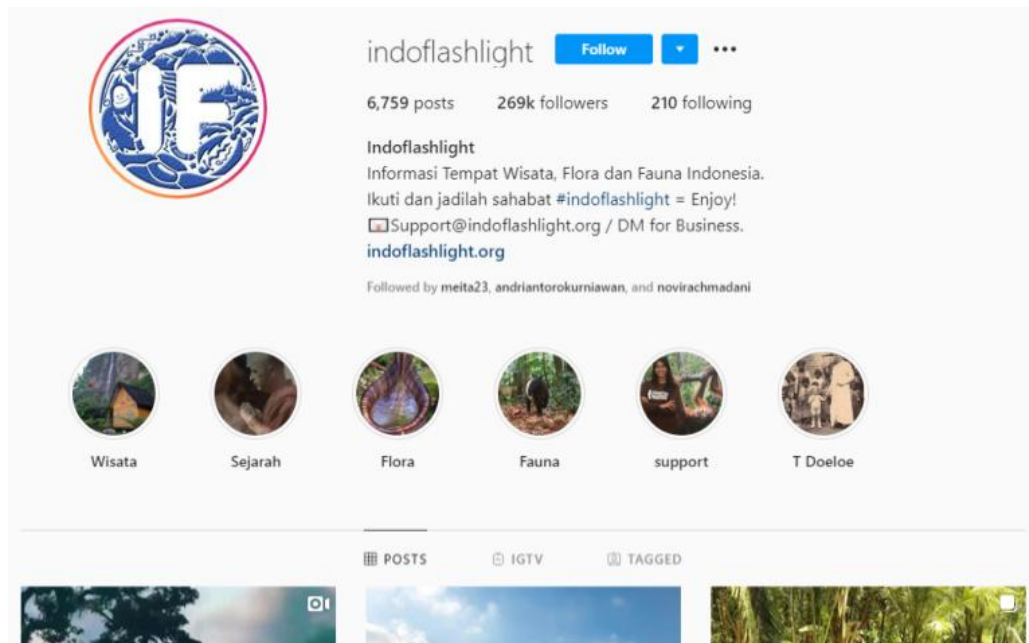 IF
indoflashlight Follow
6,759 posts 269k followers 210 following
Indoflashlight
Informasi Tempat Wisata, Flora dan Fauna Indonesia.
Ikuti dan jadilah sahabat #indoflashlight = Enjoy!
Support@indoflashlight.org / DM for Business.
indoflashlight.org
Followed by meita23, andriantorokurniawan, and novirachmadani
Wisata Sejarah Flora Fauna support T Doeloe
POSTS IGTV TAGGED